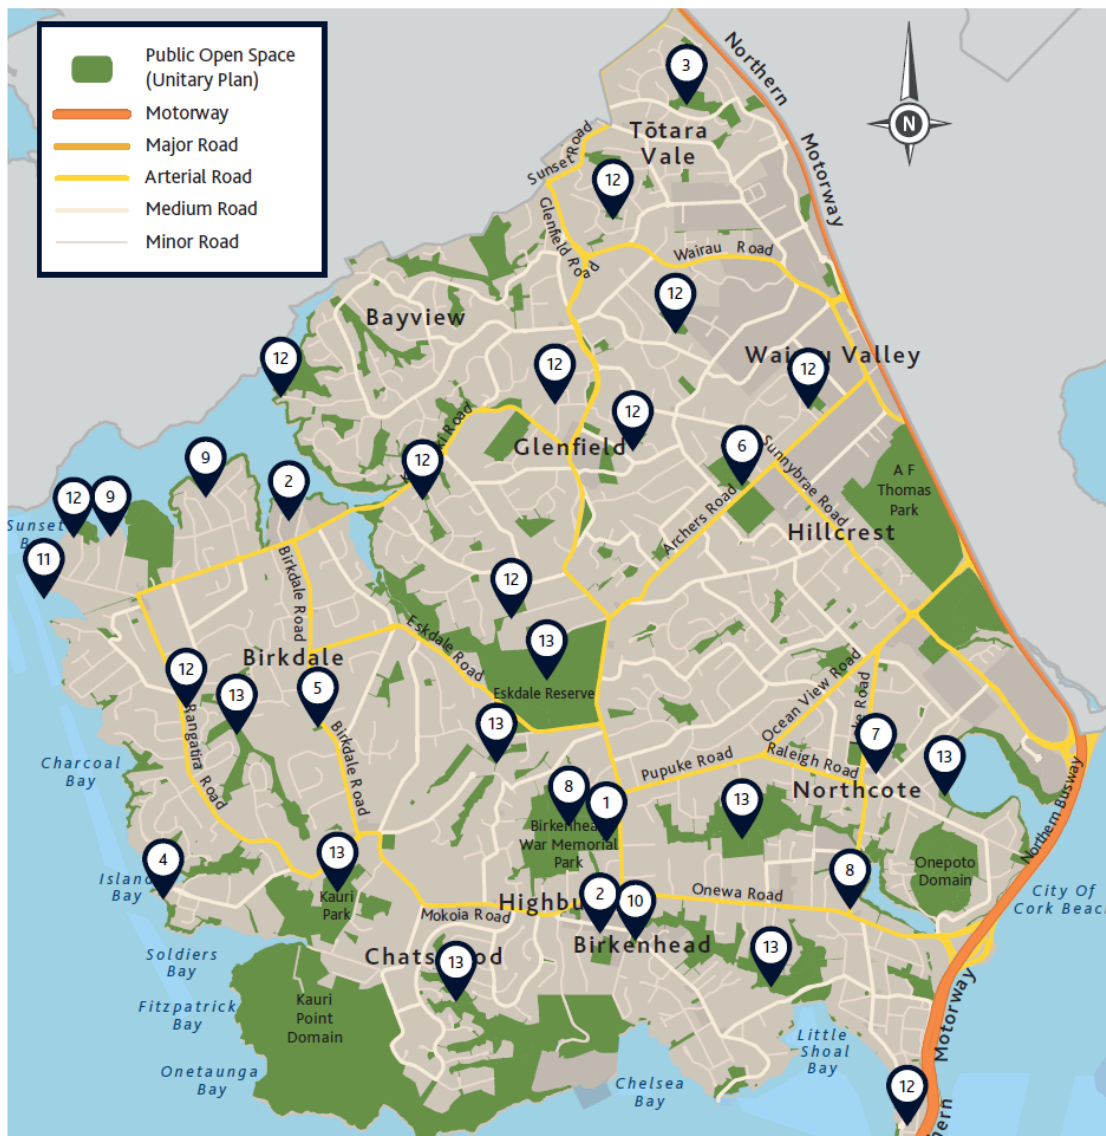 Public Open Space
(Unitary Plan)
Motorway
Major Road
Arterial Road
Medium Road
Minor Road
N
Northern
Motorway
3
Tōtara
Vale
Sunset Road
12
Glenfield Road
Wairau Road
12
Bayview
12
12
Valley
12
12
Glenfield
Road
12
6
Sunnybrae Road
A F
Thomas
Park
9
2
12
9
Sunset
11
Archers Road
Hillcrest
Birkdale Road
12
Eskdale Road
13
Eskdale Reserve
Birkdale
12
13
5
13
Ocean View Road
Road
7
13
Raleigh Road
Pupuke Road
Northcote
Rangatira Road
Birkdale Road
Charcoal
Bay
8
1
13
Birkenhead
War Memorial
Park
Northern Busway
4
Island
Bay
13
Kauri
Park
8
Onepoto
Domain
City Of
Cork Beach
2
10
Onewa Road
Mokoia Road
Birkenhead
13
13
Soldiers
Bay
Fitzpatrick
Bay
Kauri
Point
Domain
Onetaunga
Bay
Motorway
Little
Shoal
Bay
Chelsea
Bay
12